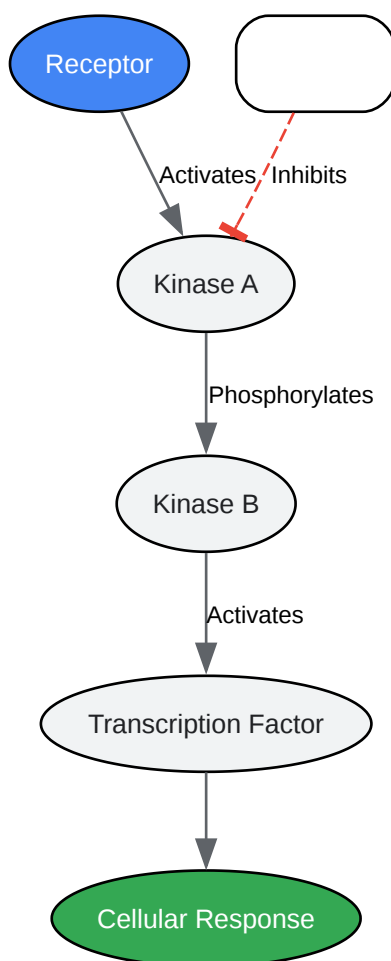 Receptor
Activates
Inhibits
Kinase A
Phosphorylates
Kinase B
Activates
Transcription Factor
Cellular Response